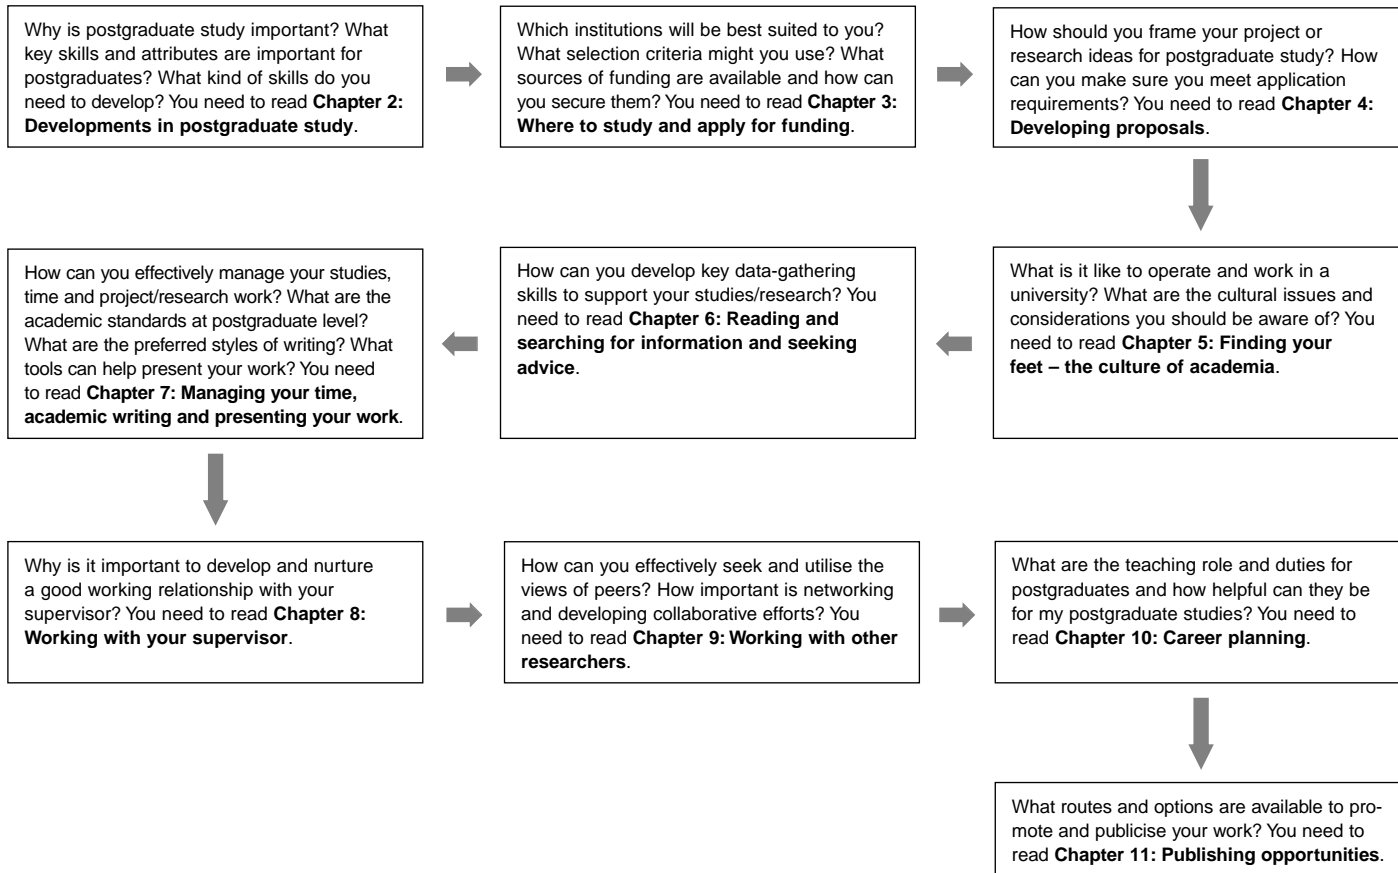 Why is postgraduate study important? What
key skills and attributes are important for
postgraduates? What kind of skills do you
need to develop? You need to read Chapter 2:
Developments in postgraduate study.
Which institutions will be best suited to you?
What selection criteria might you use? What
sources of funding are available and how can
you secure them? You need to read Chapter 3:
Where to study and apply for funding.
How should you frame your project or
research ideas for postgraduate study? How
can you make sure you meet application
requirements? You need to read Chapter 4:
Developing proposals.
What is it like to operate and work in a
university? What are the cultural issues and
considerations you should be aware of? You
need to read Chapter 5: Finding your
feet – the culture of academia.
How can you develop key data-gathering
skills to support your studies/research? You
need to read Chapter 6: Reading and
searching for information and seeking
advice.
How can you effectively manage your studies,
time and project/research work? What are the
academic standards at postgraduate level?
What are the preferred styles of writing? What
tools can help present your work? You need
to read Chapter 7: Managing your time,
academic writing and presenting your work.
Why is it important to develop and nurture
a good working relationship with your
supervisor? You need to read Chapter 8:
Working with your supervisor.
How can you effectively seek and utilise the
views of peers? How important is networking
and developing collaborative efforts? You
need to read Chapter 9: Working with other
researchers.
What are the teaching role and duties for
postgraduates and how helpful can they be
for my postgraduate studies? You need to
read Chapter 10: Career planning.
What routes and options are available to pro-
mote and publicise your work? You need to
read Chapter 11: Publishing opportunities.